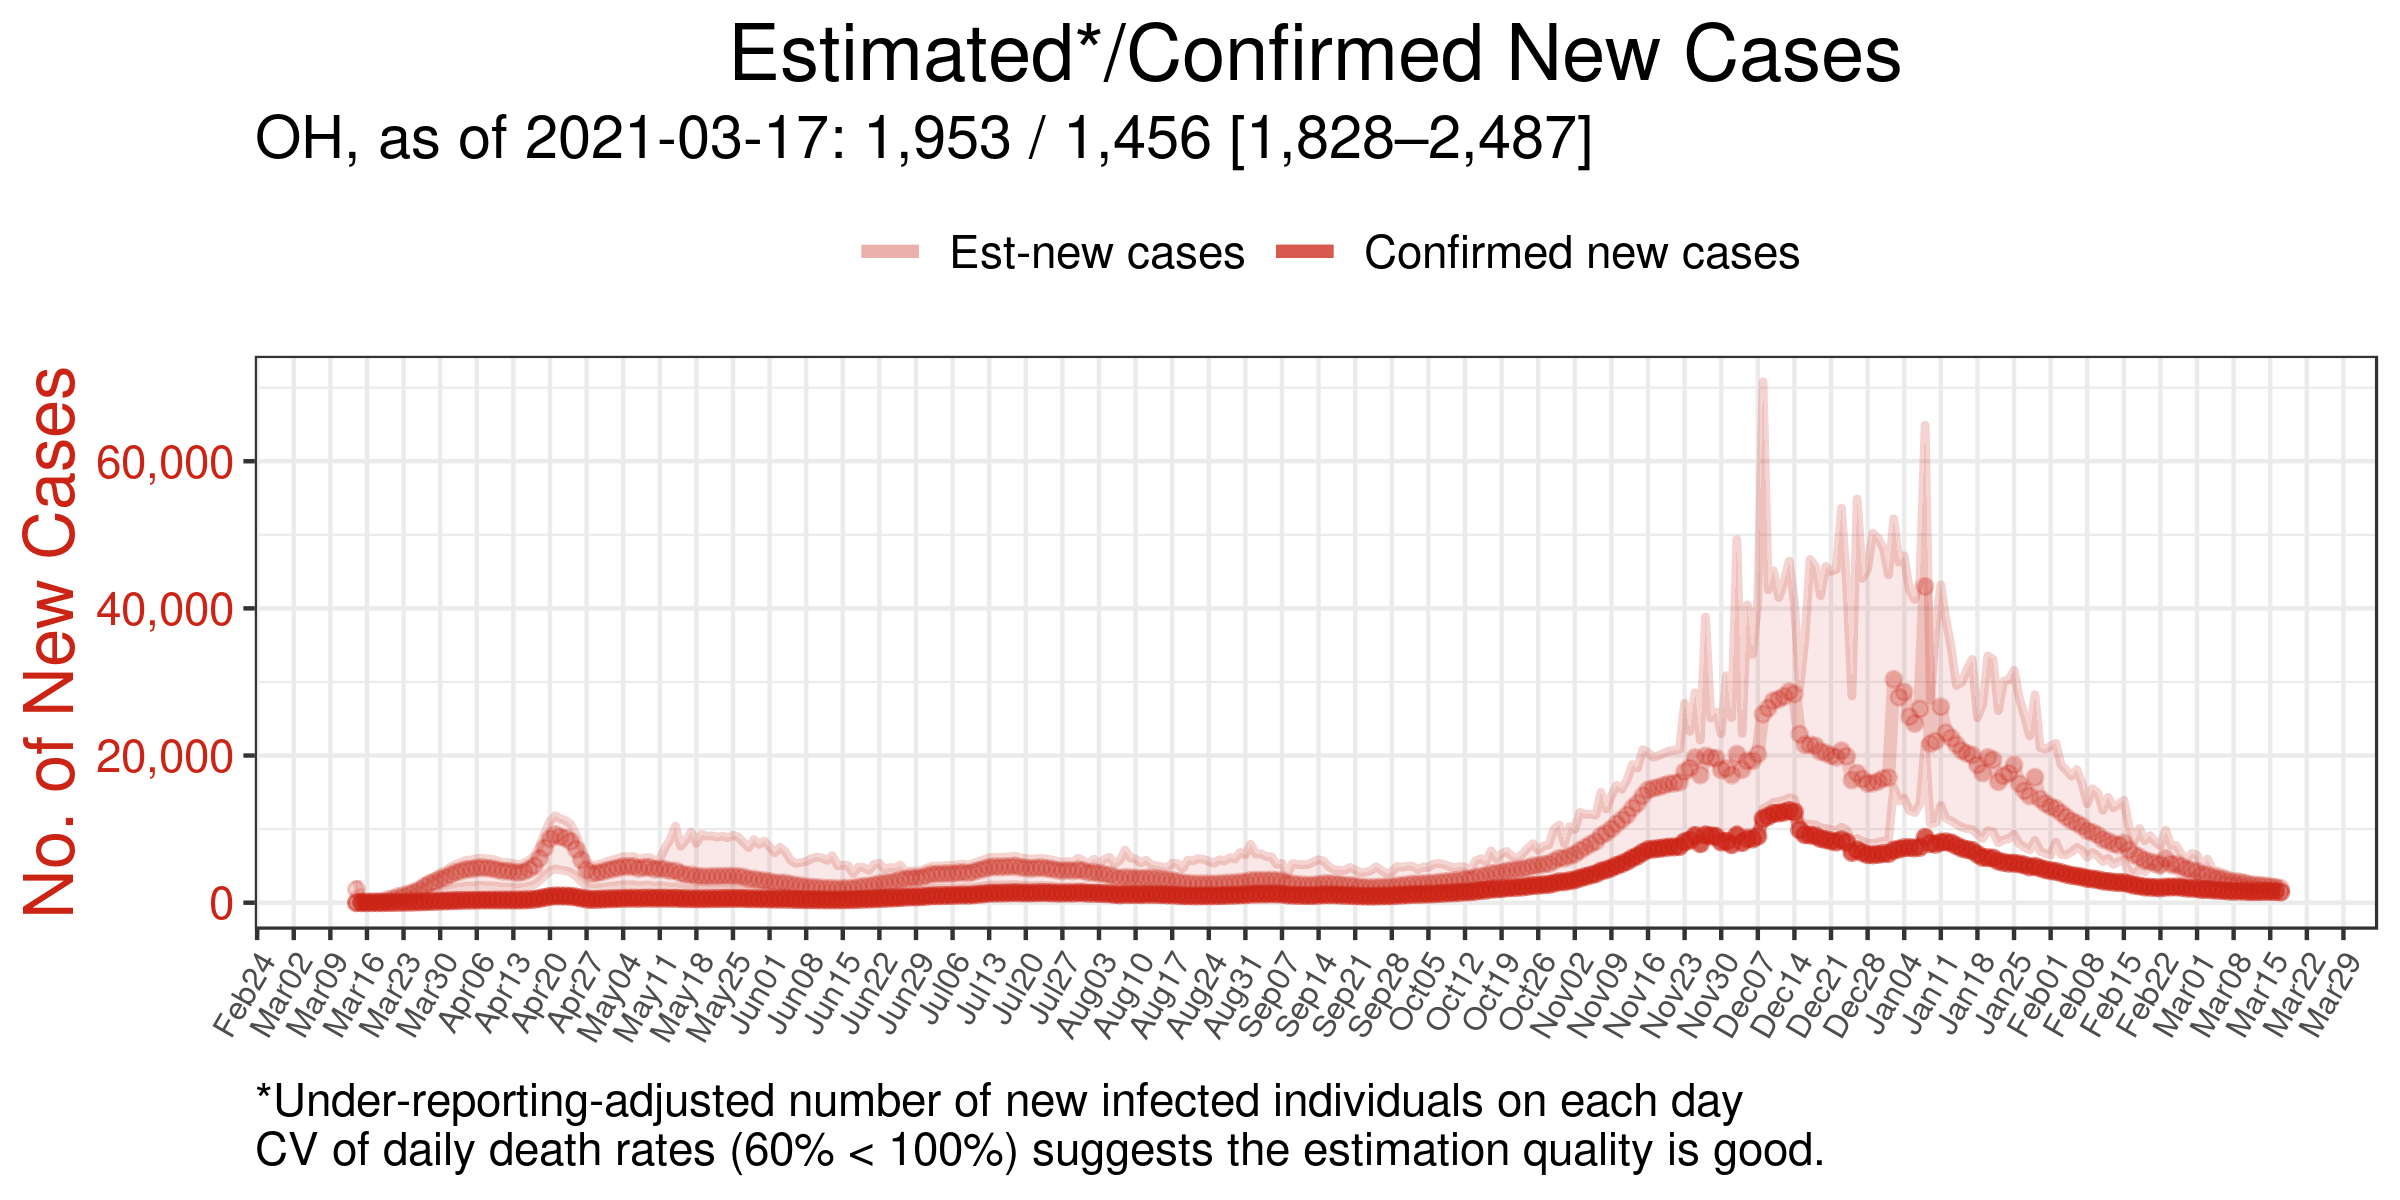 Estimated*/Confirmed New Cases
OH, as of 2021-03-17: 1,953 / 1,456 [1,828–2,487]
Est-new cases
Confirmed new cases
No. of New Cases
60,000
40,000
20,000
0
Feb24
Mar02
Mar09
Mar16
Mar23
Mar30
Apr06
Apr13
Apr20
Apr27
May04
May11
May18
May25
Jun01
Jun08
Jun15
Jun22
Jun29
Jul06
Jul13
Jul20
Jul27
Aug03
Aug10
Aug17
Aug24
Aug31
Sep07
Sep14
Sep21
Sep28
Oct05
Oct12
Oct19
Oct26
Nov02
Nov09
Nov16
Nov23
Nov30
Dec07
Dec14
Dec21
Dec28
Jan04
Jan11
Jan18
Jan25
Feb01
Feb08
Feb15
Feb22
Mar01
Mar08
Mar15
Mar22
Mar29
*Under-reporting-adjusted number of new infected individuals on each day
CV of daily death rates (60% < 100%) suggests the estimation quality is good.